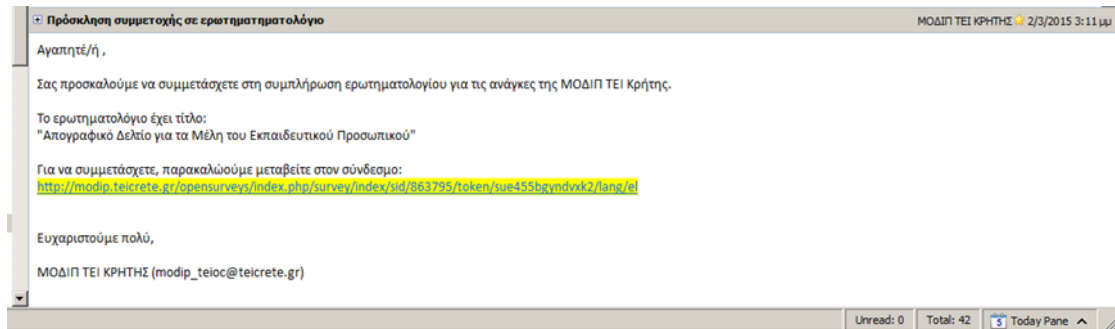 Πρόσκληση συμμετοχής σε ερωτηματηματολόγιο ΜΟΔΙΠ ΤΕΙ ΚΡΗΤΗΣ 2/3/2015 3:11 μμ
Αγαπητέ/ή ,
Σας προσκαλούμε να συμμετάσχετε στη συμπλήρωση ερωτηματολογίου για τις ανάγκες της ΜΟΔΙΠ ΤΕΙ Κρήτης.
Το ερωτηματολόγιο έχει τίτλο:
"Απογραφικό Δελτίο για τα Μέλη του Εκπαιδευτικού Προσωπικού"
Για να συμμετάσχετε, παρακαλώούμε μεταβείτε στον σύνδεσμο:
http://modip.teicrete.gr/opensurveys/index.php/survey/index/sid/863795/token/sue455bgyndvxk2/lang/el
Ευχαριστούμε πολύ,
ΜΟΔΙΠ ΤΕΙ ΚΡΗΤΗΣ (modip_teioc@teicrete.gr)
Unread: 0 Total: 42 5 Today Pane